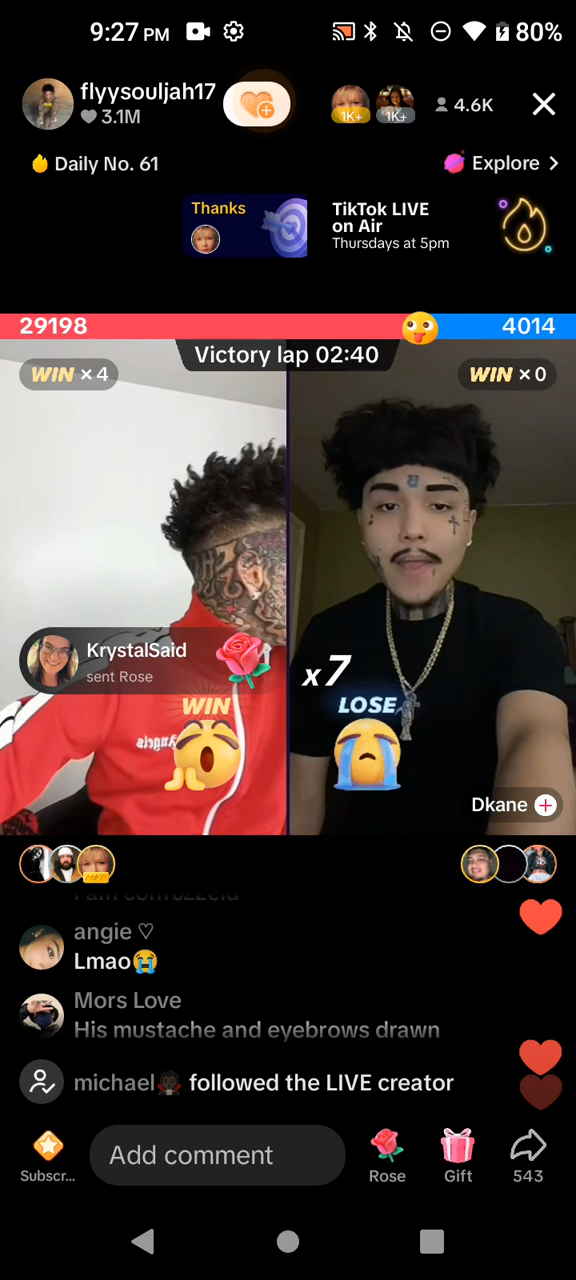 9:27 PM
80%
flyysouljah17
3.1M
1K+
1K+
4.6K
Daily No. 61
Explore >
Thanks
TikTok LIVE
on Air
Thursdays at 5pm
29198
4014
Victory lap 02:40
WIN × 4
WIN × 0
KrystalSaid
sent Rose
x7
WIN
LOSE
Angels
Dkane
I am confuzzeld
angie ♡
Lmao😭
Mors Love
His mustache and eyebrows drawn
michael🧛🏿‍♂️ followed the LIVE creator
Subscr...
Add comment
Rose
Gift
543